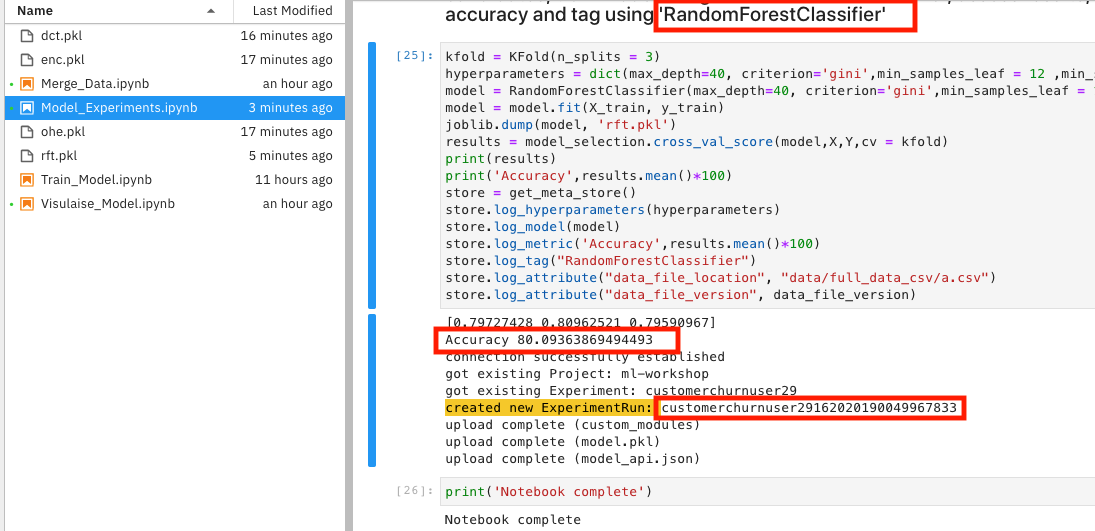 Name Last Modified
dct.pkl 16 minutes ago
enc.pkl 17 minutes ago
Merge_Data.ipynb an hour ago
Model_Experiments.ipynb 3 minutes ago
ohe.pkl 17 minutes ago
rft.pkl 5 minutes ago
Train_Model.ipynb 11 hours ago
Visulaise_Model.ipynb an hour ago
accuracy and tag using 'RandomForestClassifier'
[25]: kfold = KFold(n_splits = 3)
hyperparameters = dict(max_depth=40, criterion='gini',min_samples_leaf = 12 ,min_s
model = RandomForestClassifier(max_depth=40, criterion='gini',min_samples_leaf =
model = model.fit(X_train, y_train)
joblib.dump(model, 'rft.pkl')
results = model_selection.cross_val_score(model,X,Y,cv = kfold)
print(results)
print('Accuracy',results.mean()*100)
store = get_meta_store()
store.log_hyperparameters(hyperparameters)
store.log_model(model)
store.log_metric('Accuracy',results.mean()*100)
store.log_tag("RandomForestClassifier")
store.log_attribute("data_file_location", "data/full_data_csv/a.csv")
store.log_attribute("data_file_version", data_file_version)
[0.79727428 0.80962521 0.79590967]
Accuracy 80.09363869494493
connection successfully established
got existing Project: ml-workshop
got existing Experiment: customerchurnuser29
created new ExperimentRun: customerchurnuser29162020190049967833
upload complete (custom_modules)
upload complete (model.pkl)
upload complete (model_api.json)
[26]: print('Notebook complete')
Notebook complete